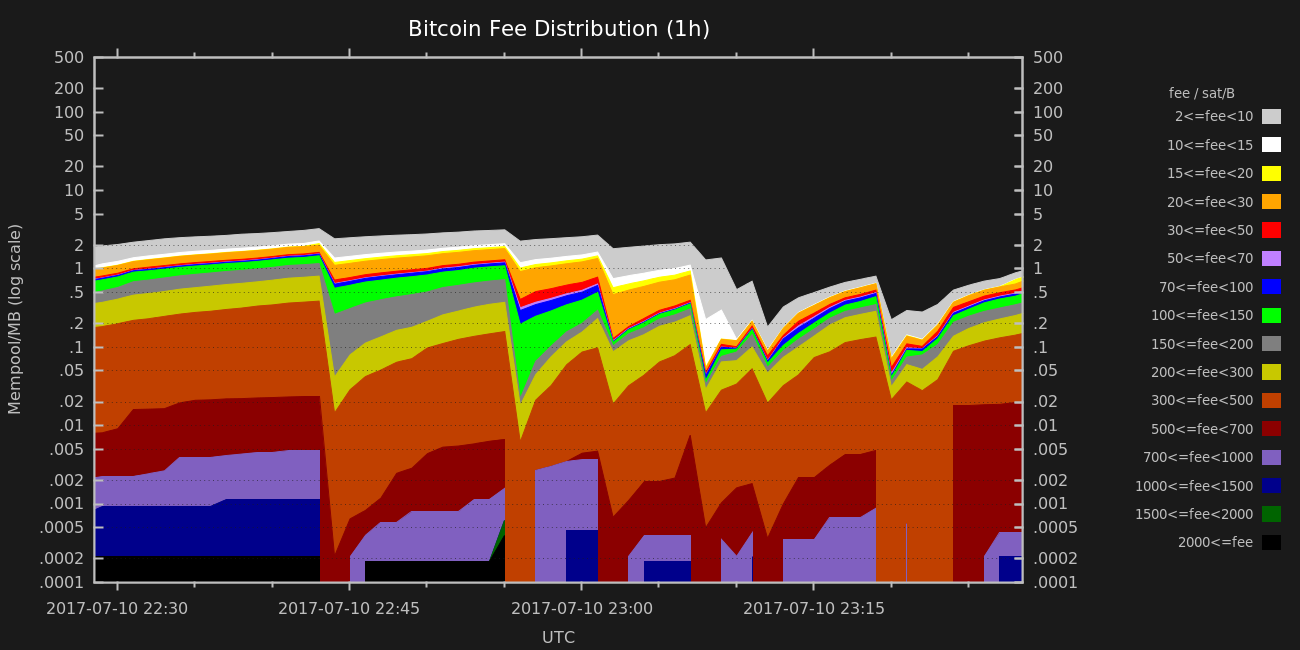 Bitcoin Fee Distribution (1h)
500 500
200 200
100 100
50 50
20 20
10 10
5 5
2 2
1 1
.5 .5
.2 .2
.1 .1
.05 .05
.02 .02
.01 .01
.005 .005
.002 .002
.001 .001
.0005 .0005
.0002 .0002
.0001 .0001
Mempool/MB (log scale)
2017-07-10 22:30 2017-07-10 22:45 2017-07-10 23:00 2017-07-10 23:15
UTC
fee / sat/B
2<=fee<10
10<=fee<15
15<=fee<20
20<=fee<30
30<=fee<50
50<=fee<70
70<=fee<100
100<=fee<150
150<=fee<200
200<=fee<300
300<=fee<500
500<=fee<700
700<=fee<1000
1000<=fee<1500
1500<=fee<2000
2000<=fee